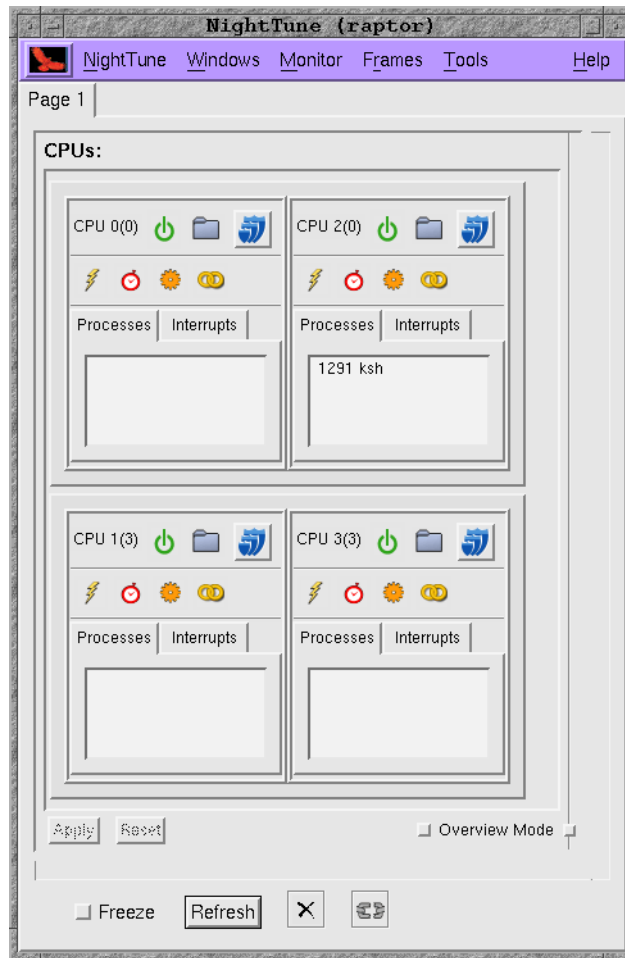 NightTune (raptor)
NightTune Windows Monitor Frames Tools Help
Page 1
CPUs:
CPU 0(0) CPU 2(0)
Processes Interrupts Processes Interrupts
1291 ksh
CPU 1(3) CPU 3(3)
Processes Interrupts Processes Interrupts
Apply Reset Overview Mode
Freeze Refresh